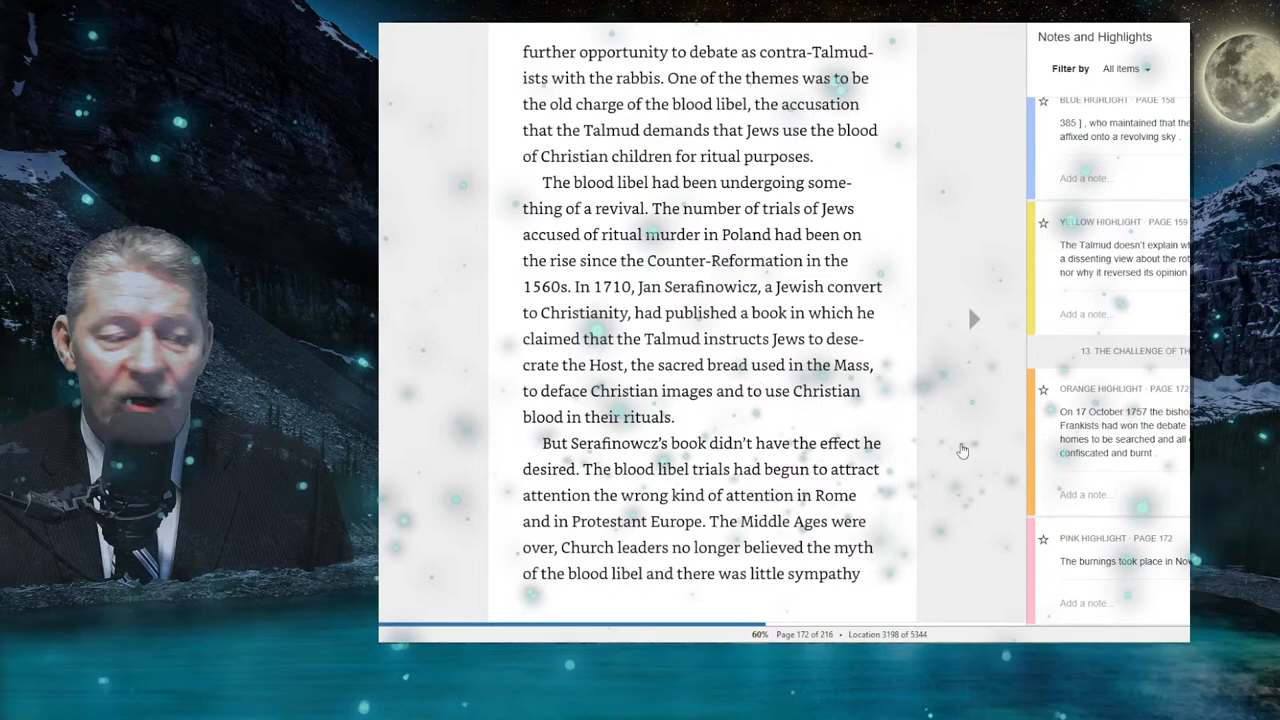 further opportunity to debate as contra-Talmud-
ists with the rabbis. One of the themes was to be
the old charge of the blood libel, the accusation
that the Talmud demands that Jews use the blood
of Christian children for ritual purposes.
The blood libel had been undergoing some-
thing of a revival. The number of trials of Jews
accused of ritual murder in Poland had been on
the rise since the Counter-Reformation in the
1560s. In 1710, Jan Serafinowicz, a Jewish convert
to Christianity, had published a book in which he
claimed that the Talmud instructs Jews to dese-
crate the Host, the sacred bread used in the Mass,
to deface Christian images and to use Christian
blood in their rituals.
But Serafinowcz's book didn't have the effect he
desired. The blood libel trials had begun to attract
attention the wrong kind of attention in Rome
and in Protestant Europe. The Middle Ages were
over, Church leaders no longer believed the myth
of the blood libel and there was little sympathy
60% Page 172 of 216 • Location 3198 of 5344
Notes and Highlights
Filter by All items
BLUE HIGHLIGHT · PAGE 158
385 ] , who maintained that the
affixed onto a revolving sky .
Add a note...
YELLOW HIGHLIGHT · PAGE 159
The Talmud doesn't explain
a dissenting view about the
nor why it reversed its opinion
Add a note...
13. THE CHALLENGE OF
ORANGE HIGHLIGHT · PAGE 172
On 17 October 1757 the
Frankists had won the debate
homes to be searched and all
confiscated and burnt .
Add a note...
PINK HIGHLIGHT · PAGE 172
The burnings took place in
Add a note...